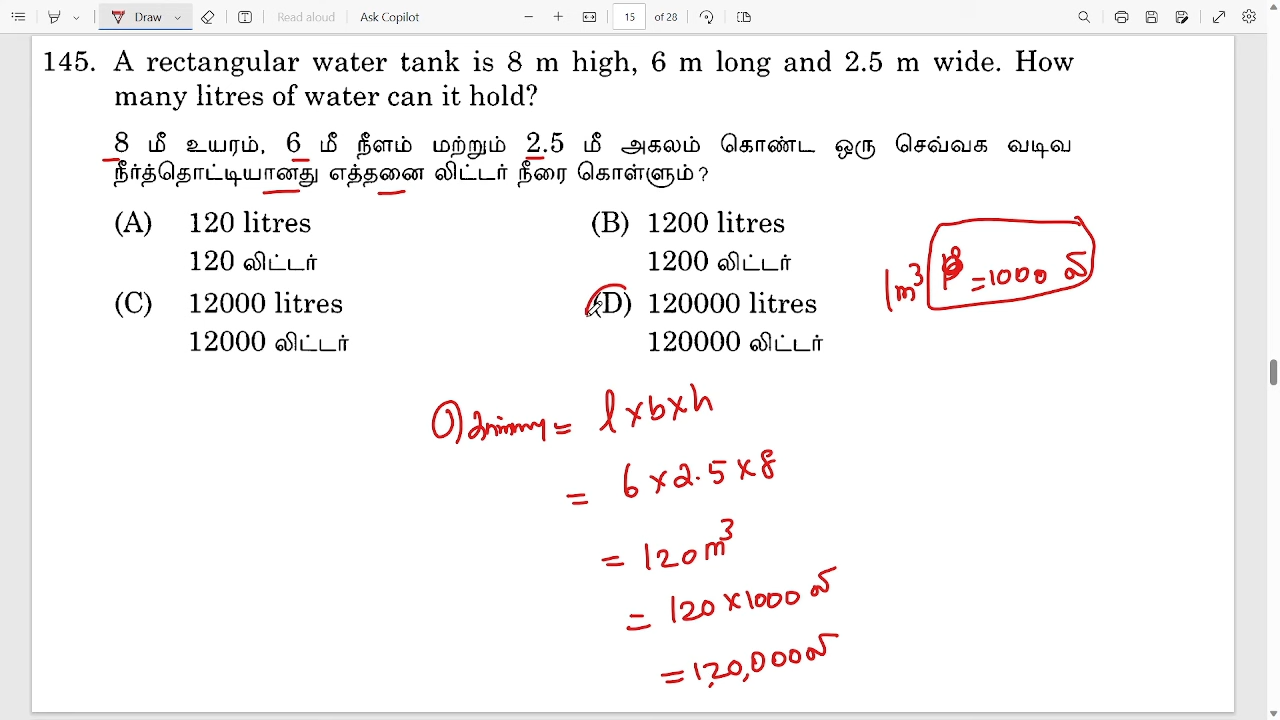 Draw
Read aloud
Ask Copilot
15 of 28
145. A rectangular water tank is 8 m high, 6 m long and 2.5 m wide. How
many litres of water can it hold?
8 மீ உயரம், 6 மீ நீளம் மற்றும் 2.5 மீ அகலம் கொண்ட ஒரு செவ்வக வடிவ
நீர்த்தொட்டியானது எத்தனை லிட்டர் நீரை கொள்ளும்?
(A) 120 litres (B) 1200 litres
120 லிட்டர் 1200 லிட்டர்
(C) 12000 litres (D) 120000 litres
12000 லிட்டர் 120000 லிட்டர்
1m³ = 1000 லி
= l × b × h
= 6 × 2.5 × 8
= 120 m³
= 120 × 1000 லி
= 1,20,000 லி